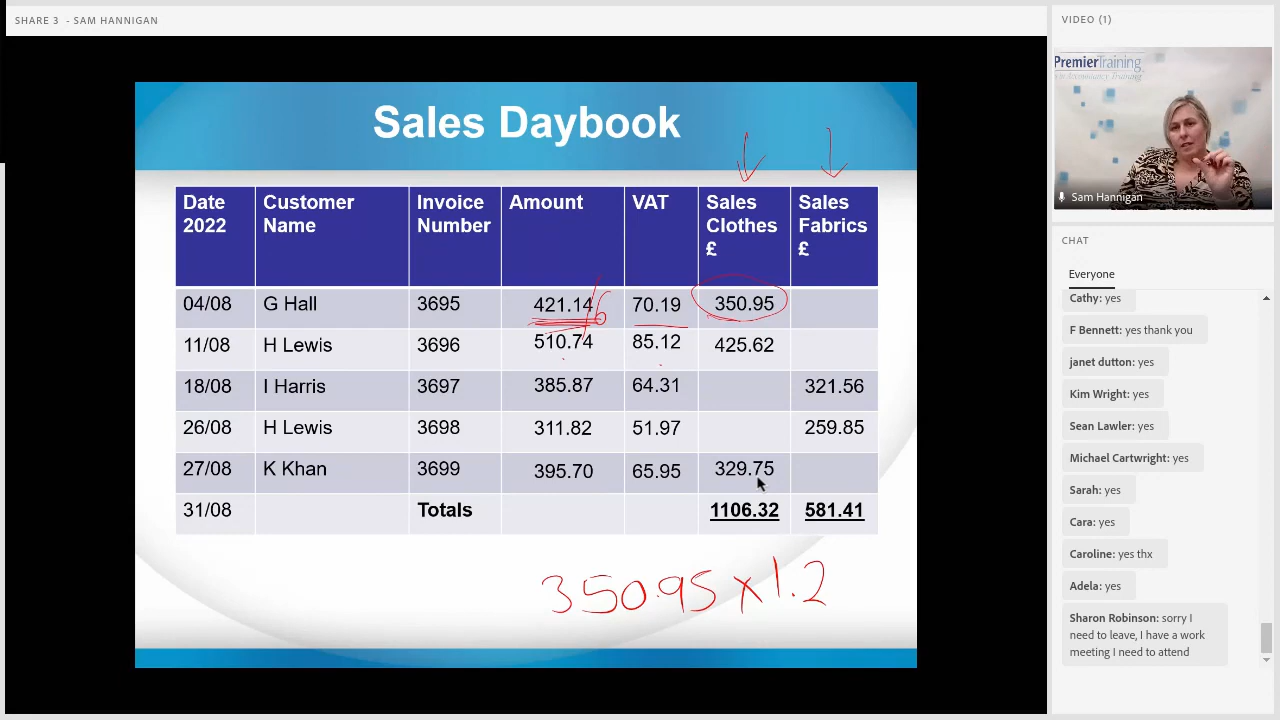 SHARE 3 - SAM HANNIGAN
Sales Daybook
Date 2022 Customer Name Invoice Number Amount VAT Sales Clothes £ Sales Fabrics £
04/08 G Hall 3695 421.14 70.19 350.95
6
11/08 H Lewis 3696 510.74 85.12 425.62
18/08 I Harris 3697 385.87 64.31 321.56
26/08 H Lewis 3698 311.82 51.97 259.85
27/08 K Khan 3699 395.70 65.95 329.75
31/08 Totals 1106.32 581.41
350.95 x 1.2
VIDEO (1)
PremierTraining
in Accountancy Training
Sam Hannigan
CHAT
Everyone
Cathy: yes
F Bennett: yes thank you
janet dutton: yes
Kim Wright: yes
Sean Lawler: yes
Michael Cartwright: yes
Sarah: yes
Cara: yes
Caroline: yes thx
Adela: yes
Sharon Robinson: sorry I
need to leave, I have a work
meeting I need to attend